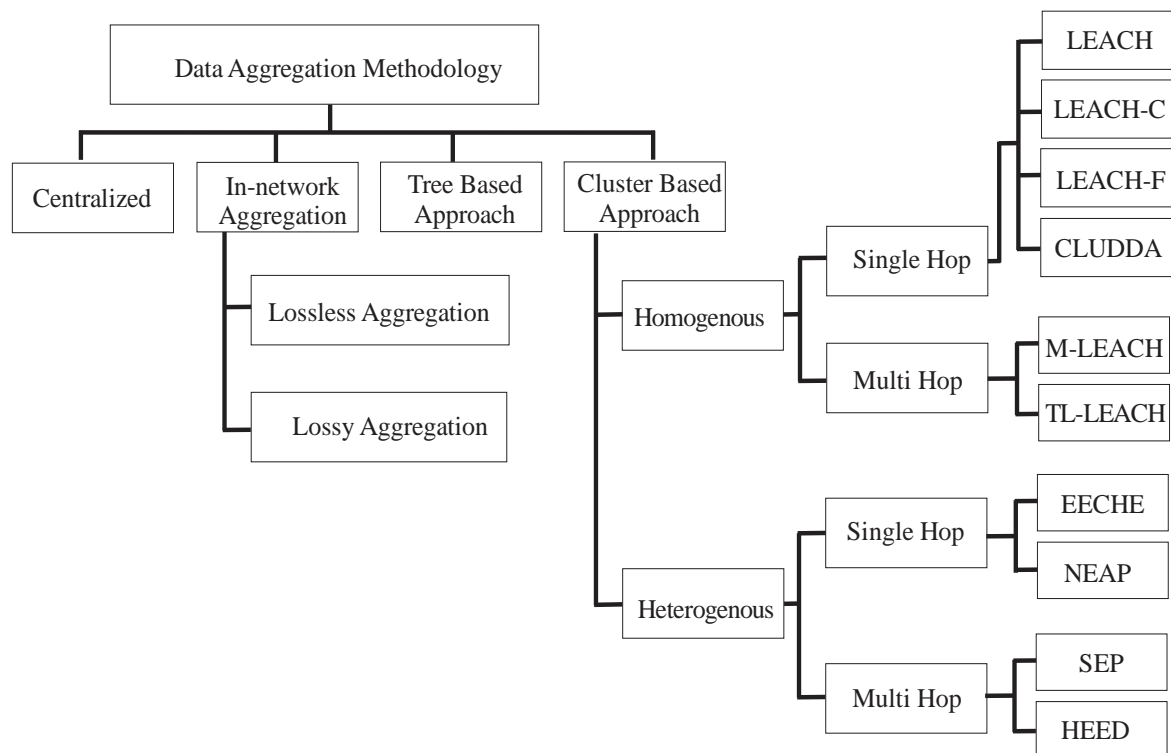 Data Aggregation Methodology
Centralized
In-network
Aggregation
Tree Based
Approach
Cluster Based
Approach
Lossless Aggregation
Lossy Aggregation
Homogenous
Single Hop
LEACH
LEACH-C
LEACH-F
CLUDDA
Multi Hop
M-LEACH
TL-LEACH
Heterogenous
Single Hop
EECHE
NEAP
Multi Hop
SEP
HEED